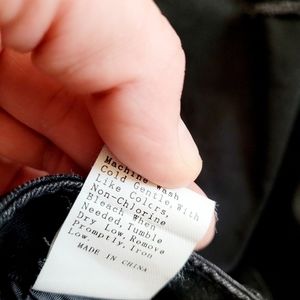 Machine Wash
Cold Gentle, With
Like Colors,
Non-Chlorine
Bleach When
Needed, Tumble
Dry Low, Remove
Promptly, Iron
Low.
MADE IN CHINA